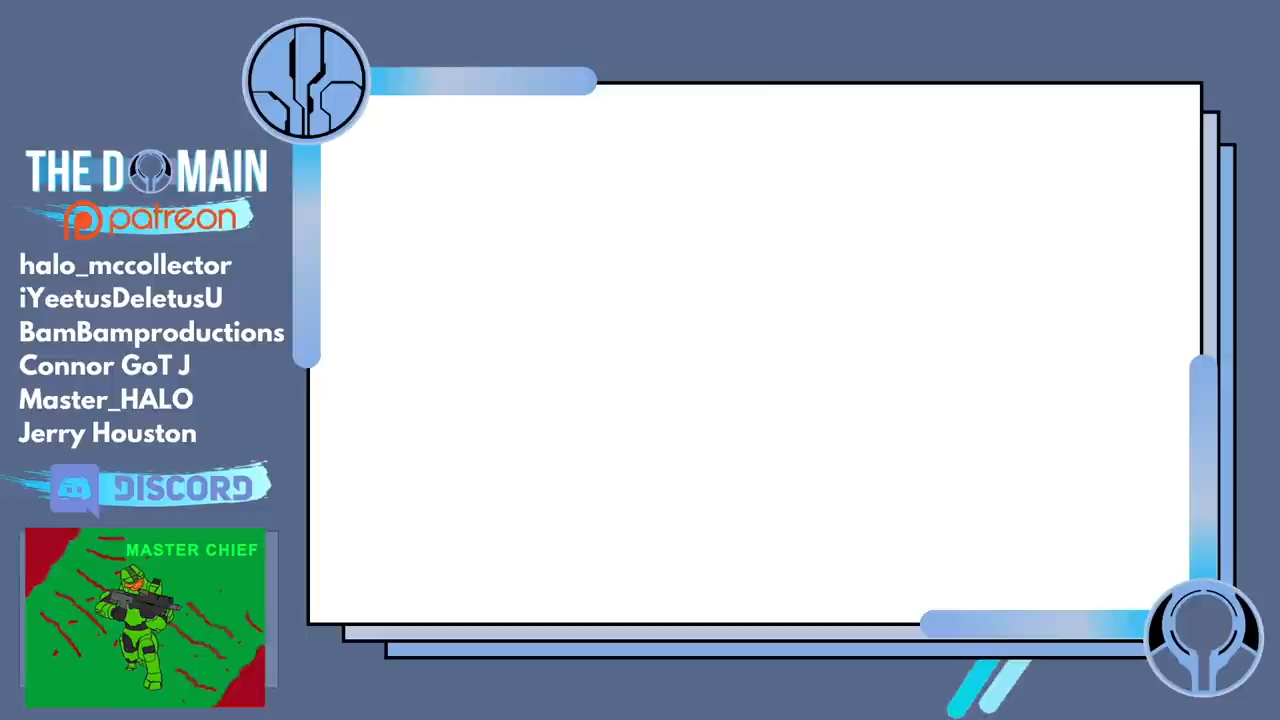 THE DOMAIN
patreon
halo_mccollector
iYeetusDeletusU
BamBamproductions
Connor GoT J
Master_HALO
Jerry Houston
DISCORD
MASTER CHIEF